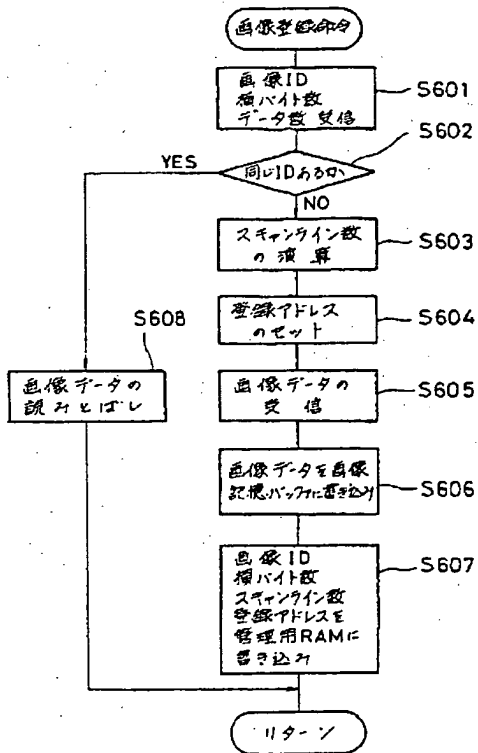 画像登録命令
画像ID
横バイト数
データ数 受信
S601
S602
同じIDあるか
YES
NO
スキャンライン数
の演算
S603
登録アドレス
のセット
S604
S608
画像データの
読みとばし
画像データの
受信
S605
画像データを画像
記憶バッファに書き込み
S606
画像ID
横バイト数
スキャンライン数
登録アドレスを
管理用RAMに
書き込み
S607
リターン